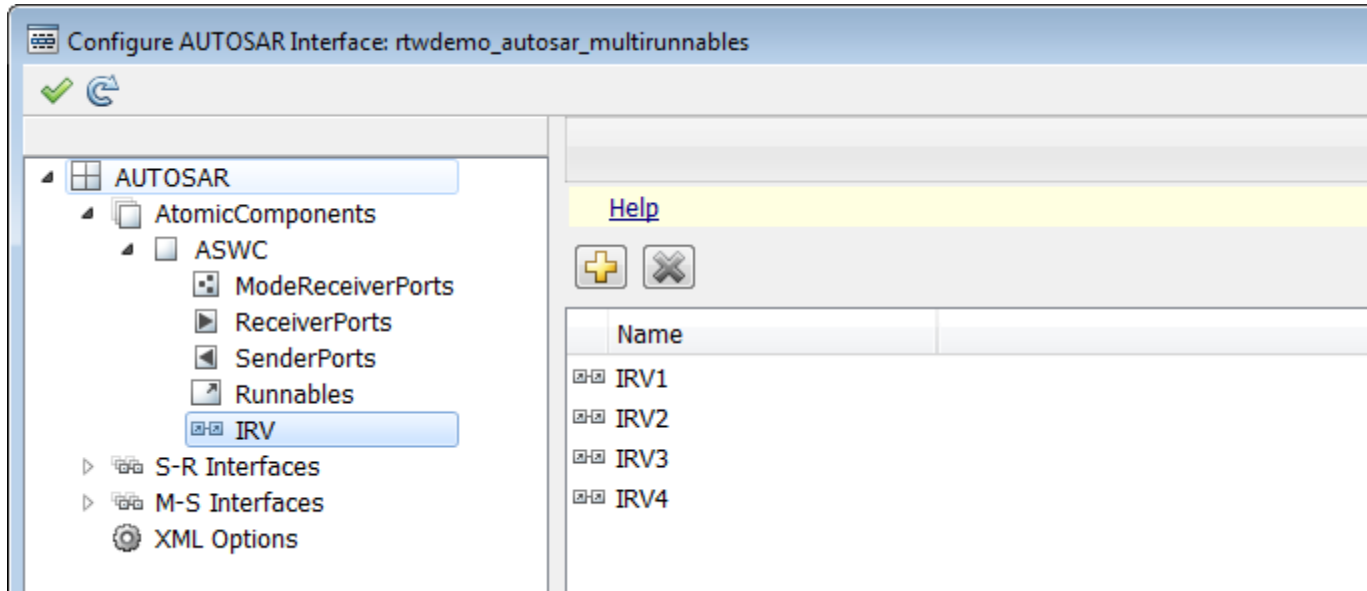 Configure AUTOSAR Interface: rtwdemo_autosar_multirunnables
AUTOSAR
AtomicComponents
ASWC
ModeReceiverPorts
ReceiverPorts
SenderPorts
Runnables
IRV
S-R Interfaces
M-S Interfaces
XML Options
Help
Name
IRV1
IRV2
IRV3
IRV4